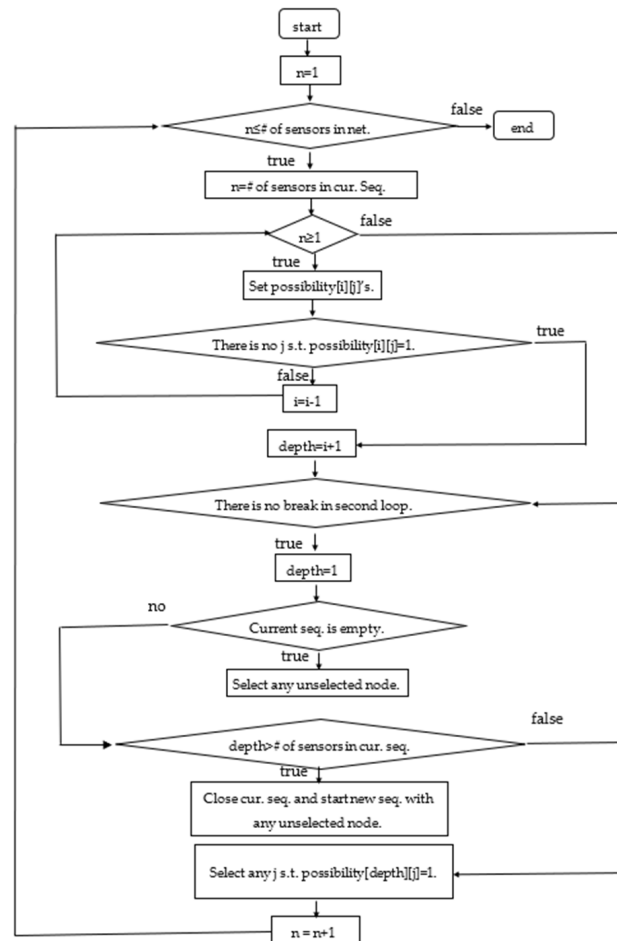 start
n=1
n≤# of sensors in net.
false
end
true
n=# of sensors in cur. Seq.
false
n≥1
true
Set possibility[i][j]'s.
true
There is no j s.t. possibility[i][j]=1.
false
i=i-1
depth=i+1
There is no break in second loop.
true
depth=1
no
Current seq. is empty.
true
Select any unselected node.
false
depth># of sensors in cur. seq.
true
Close cur. seq. and start new seq. with
any unselected node.
Select any j s.t. possibility[depth][j]=1.
n = n+1